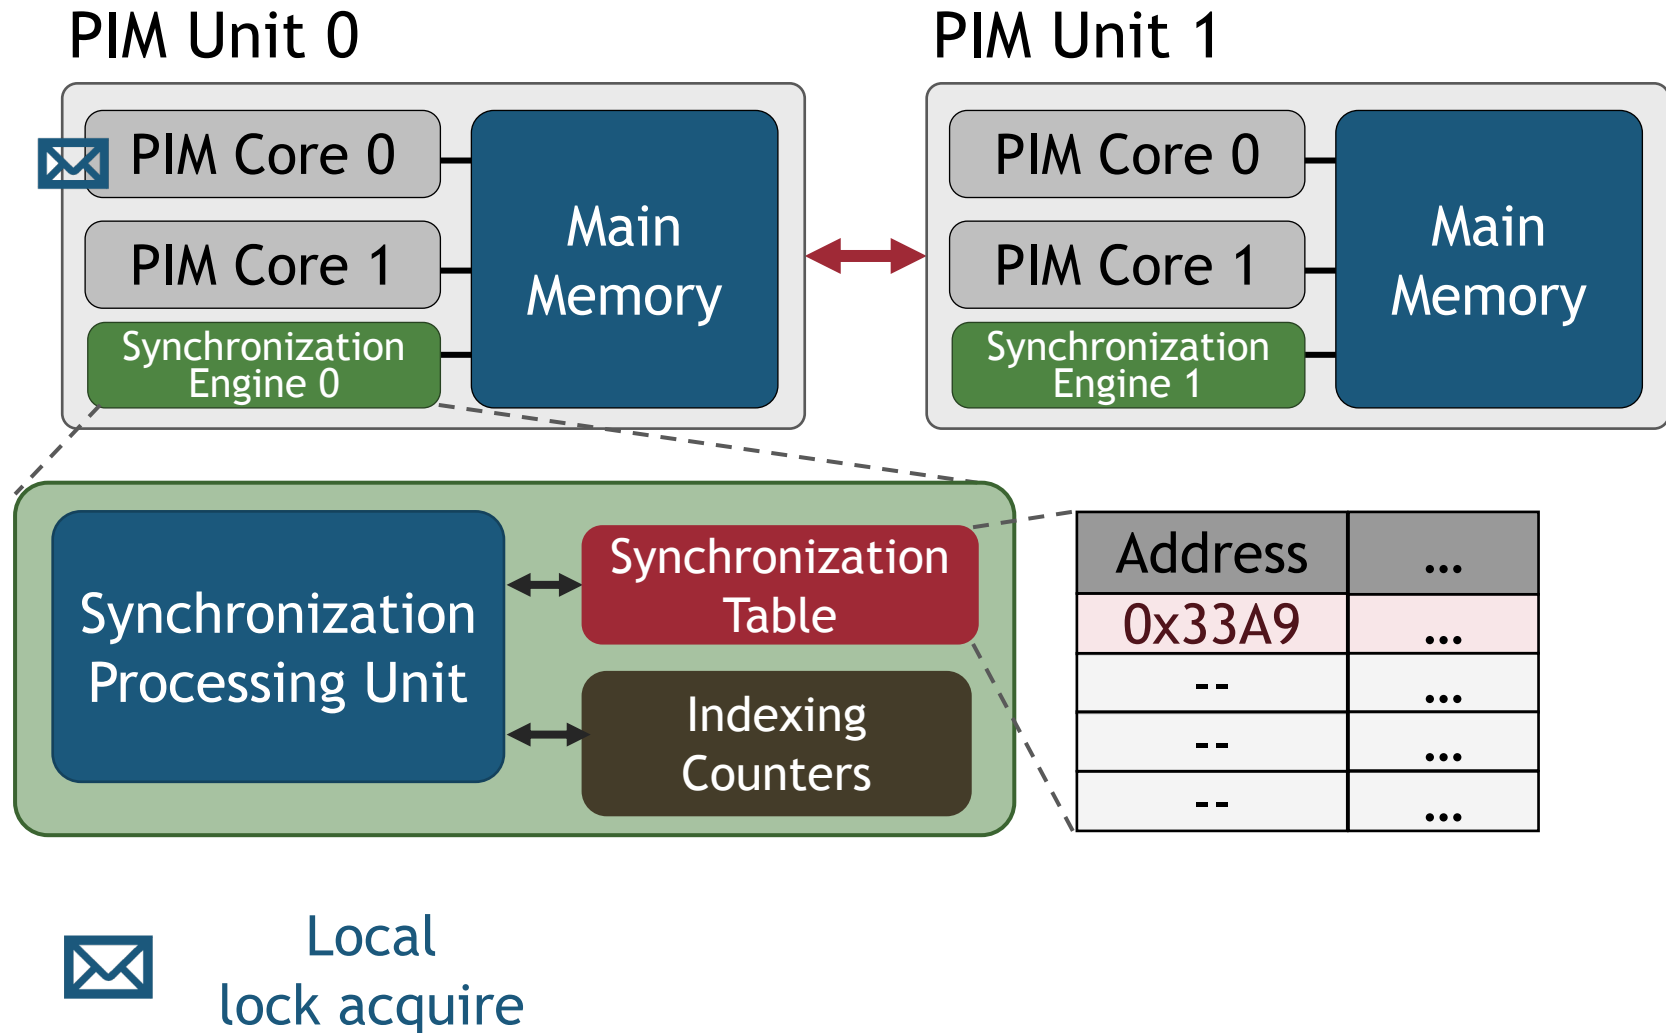 PIM Unit 0
PIM Unit 1
PIM Core 0
PIM Core 1
Synchronization
Engine 0
Main
Memory
PIM Core 0
PIM Core 1
Synchronization
Engine 1
Main
Memory
Synchronization
Processing Unit
Synchronization
Table
Indexing
Counters
Address ...
0x33A9 ...
-- ...
-- ...
-- ...
Local
lock acquire